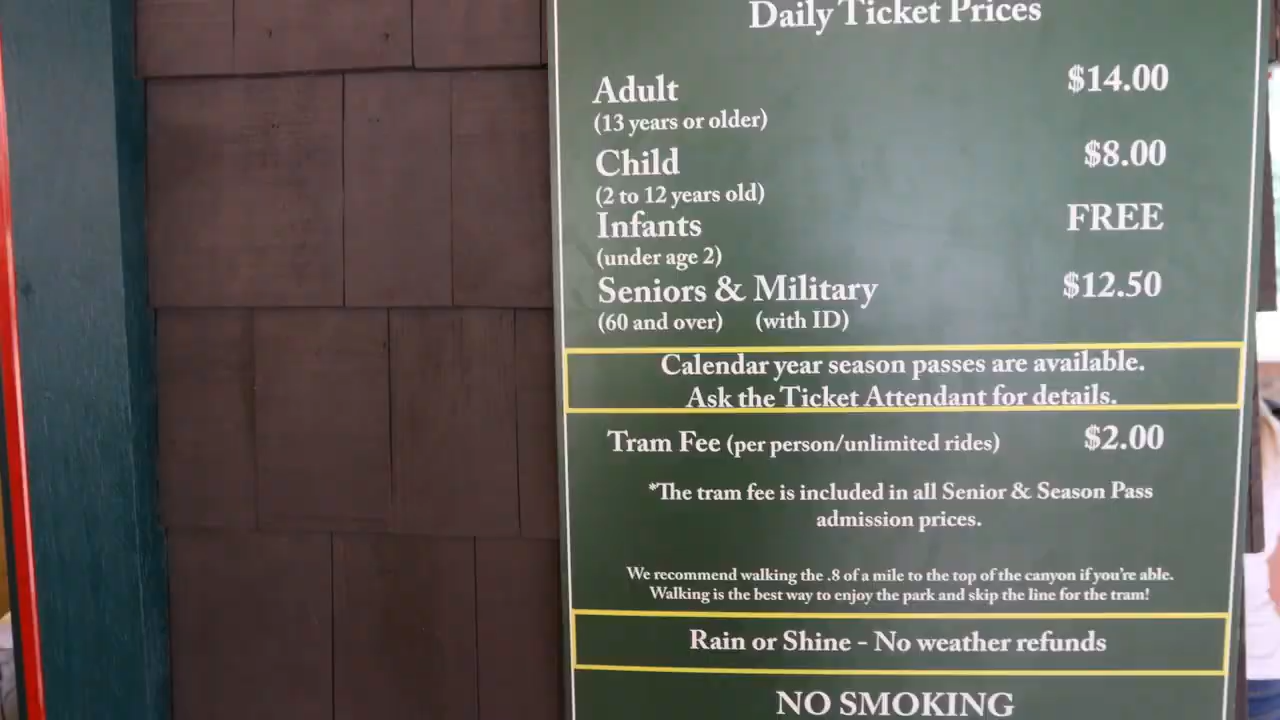 Daily Ticket Prices
Adult $14.00
(13 years or older)
Child $8.00
(2 to 12 years old)
Infants FREE
(under age 2)
Seniors & Military $12.50
(60 and over) (with ID)
Calendar year season passes are available.
Ask the Ticket Attendant for details.
Tram Fee (per person/unlimited rides) $2.00
*The tram fee is included in all Senior & Season Pass
admission prices.
We recommend walking the .8 of a mile to the top of the canyon if you're able.
Walking is the best way to enjoy the park and skip the line for the tram!
Rain or Shine - No weather refunds
NO SMOKING